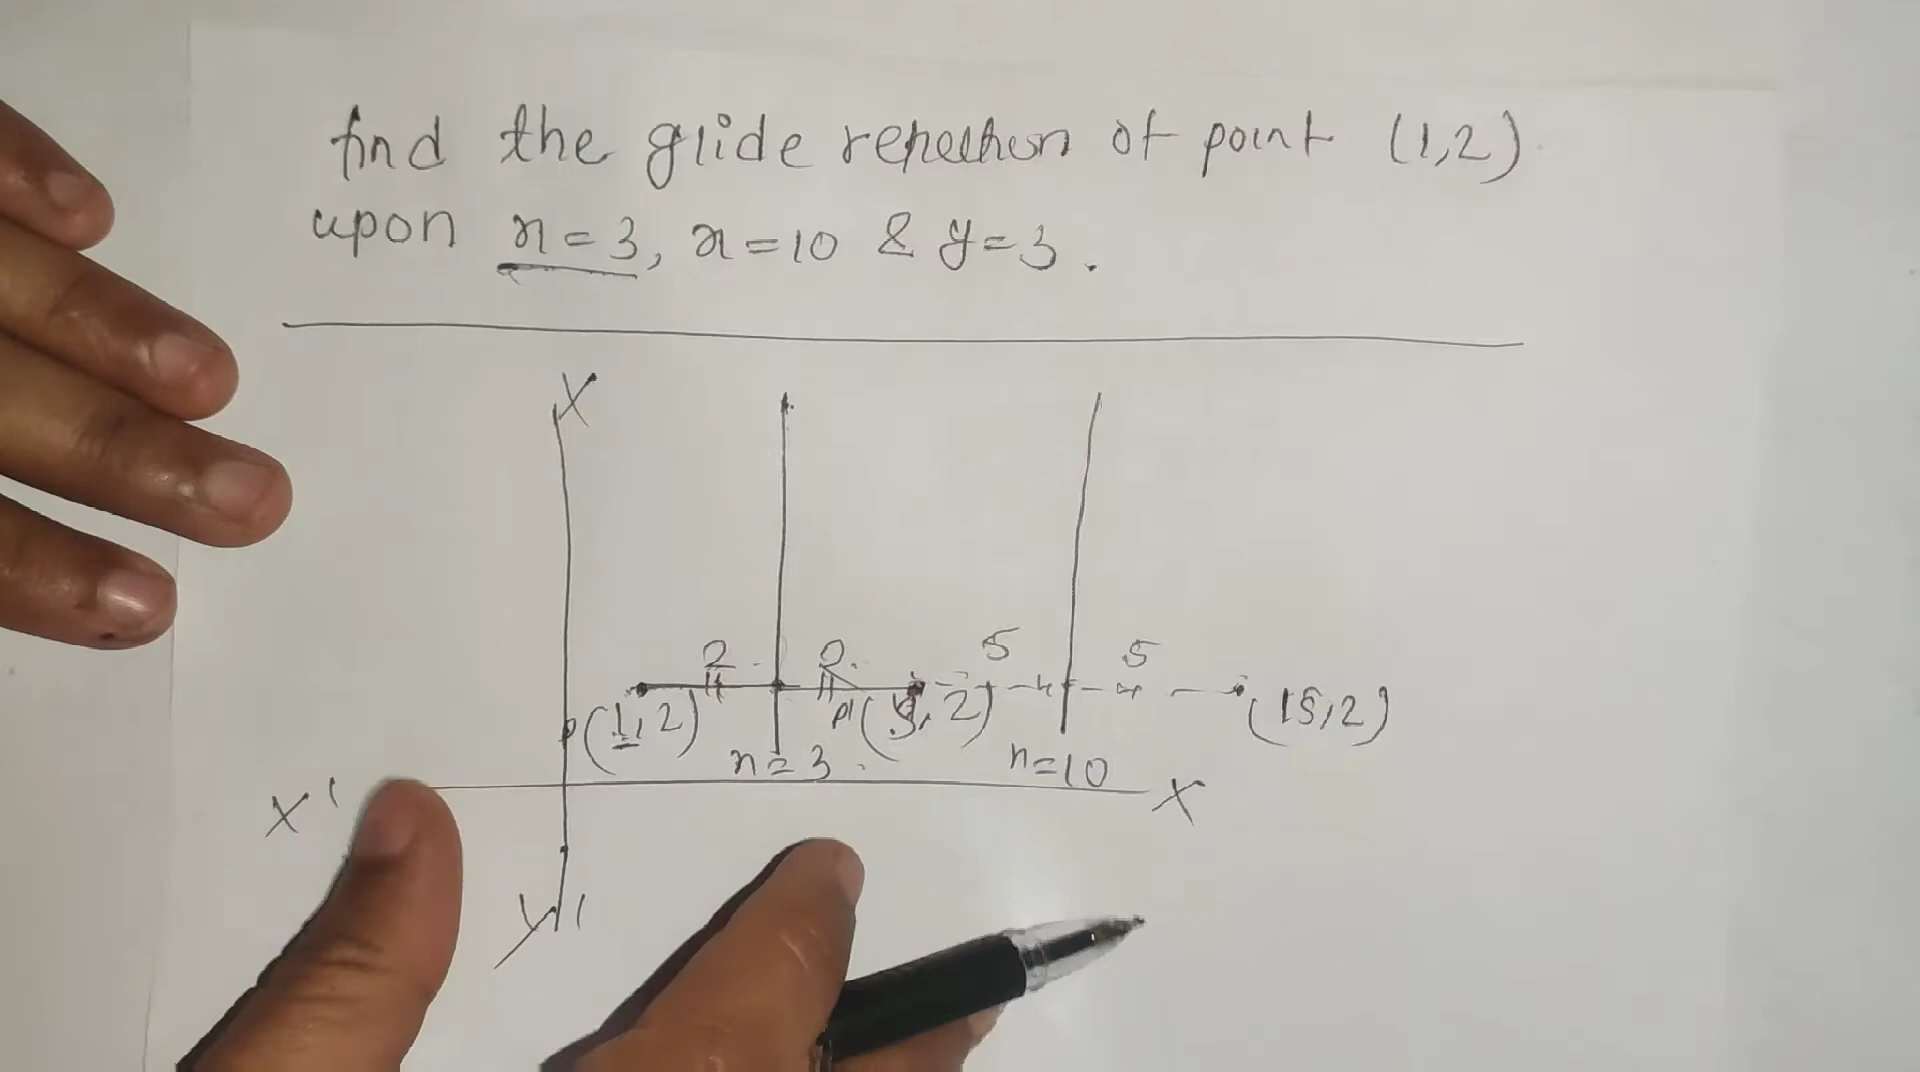 find the glide reflection of point (1,2)
upon x=3, x=10 & y=3.
X
2 2 5 5
P(1,2) P'(5,2) (15,2)
x=3 x=10
X' X
Y'